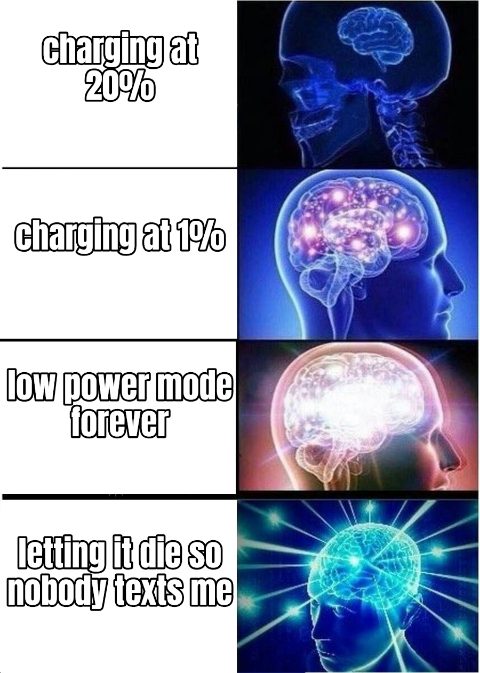 charging at
20%
charging at 1%
low power mode
forever
letting it die so
nobody texts me